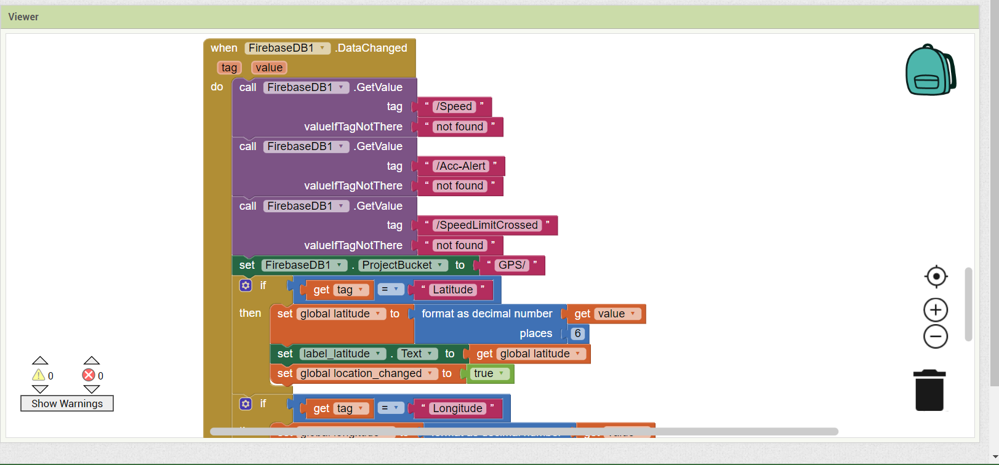 Viewer
when FirebaseDB1 .DataChanged
tag value
do call FirebaseDB1 .GetValue
tag “ /Speed ”
valueIfTagNotThere “ not found ”
call FirebaseDB1 .GetValue
tag “ /Acc-Alert ”
valueIfTagNotThere “ not found ”
call FirebaseDB1 .GetValue
tag “ /SpeedLimitCrossed ”
valueIfTagNotThere “ not found ”
set FirebaseDB1 . ProjectBucket to “ GPS/ ”
if get tag = “ Latitude ”
then set global latitude to format as decimal number get value
places 6
set label_latitude . Text to get global latitude
set global location_changed to true
if get tag = “ Longitude ”
0 0
Show Warnings